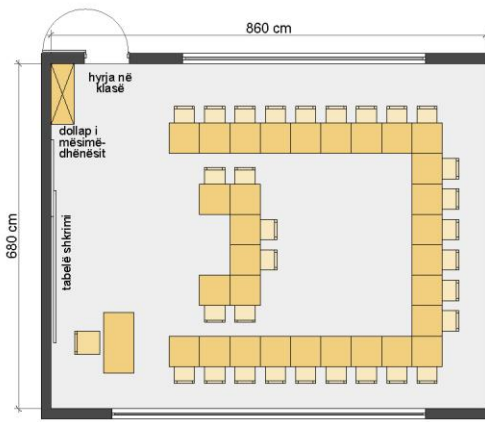 860 cm
hyrja në
klasë
dollap i
mësimë-
dhënësit
680 cm
tabelë shkrimi